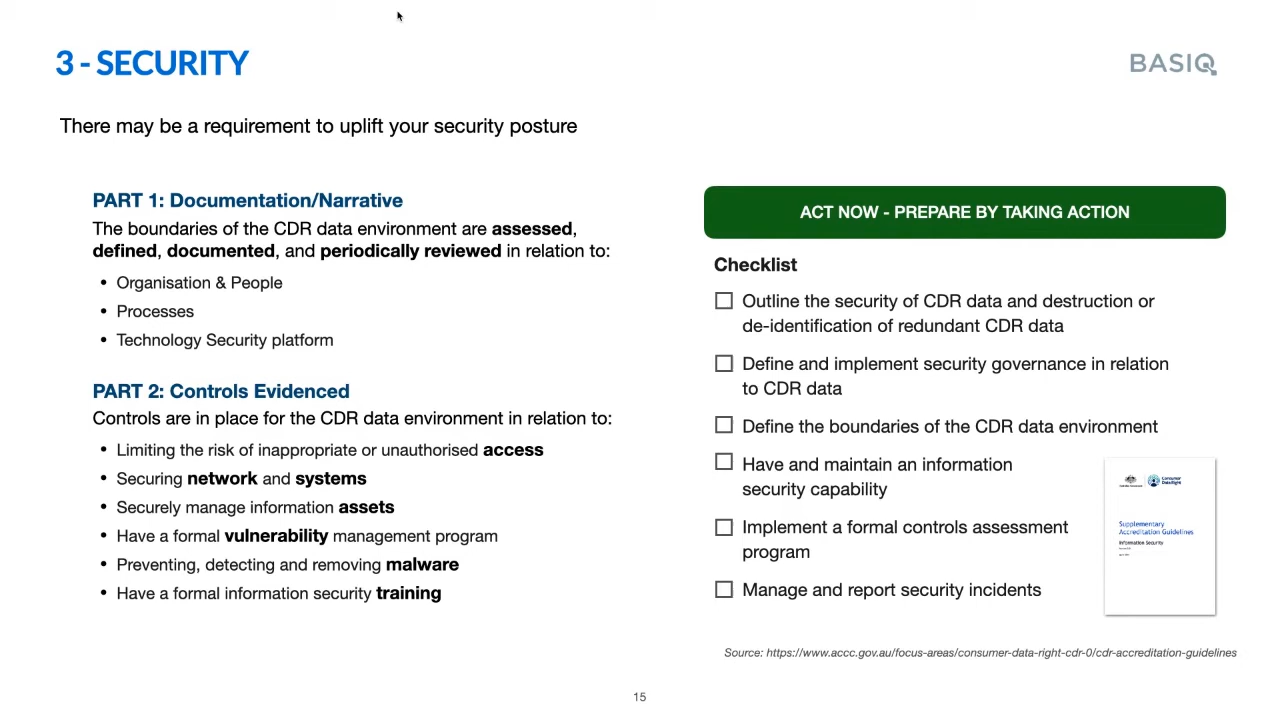 3 - SECURITY
BASIQ
There may be a requirement to uplift your security posture
PART 1: Documentation/Narrative
The boundaries of the CDR data environment are assessed,
defined, documented, and periodically reviewed in relation to:
• Organisation & People
• Processes
• Technology Security platform
PART 2: Controls Evidenced
Controls are in place for the CDR data environment in relation to:
• Limiting the risk of inappropriate or unauthorised access
• Securing network and systems
• Securely manage information assets
• Have a formal vulnerability management program
• Preventing, detecting and removing malware
• Have a formal information security training
ACT NOW - PREPARE BY TAKING ACTION
Checklist
Outline the security of CDR data and destruction or
de-identification of redundant CDR data
Define and implement security governance in relation
to CDR data
Define the boundaries of the CDR data environment
Have and maintain an information
security capability
Implement a formal controls assessment
program
Manage and report security incidents
Consumer
Data Right
Supplementary
Accreditation Guidelines
Information Security
Source: https://www.accc.gov.au/focus-areas/consumer-data-right-cdr-0/cdr-accreditation-guidelines
15